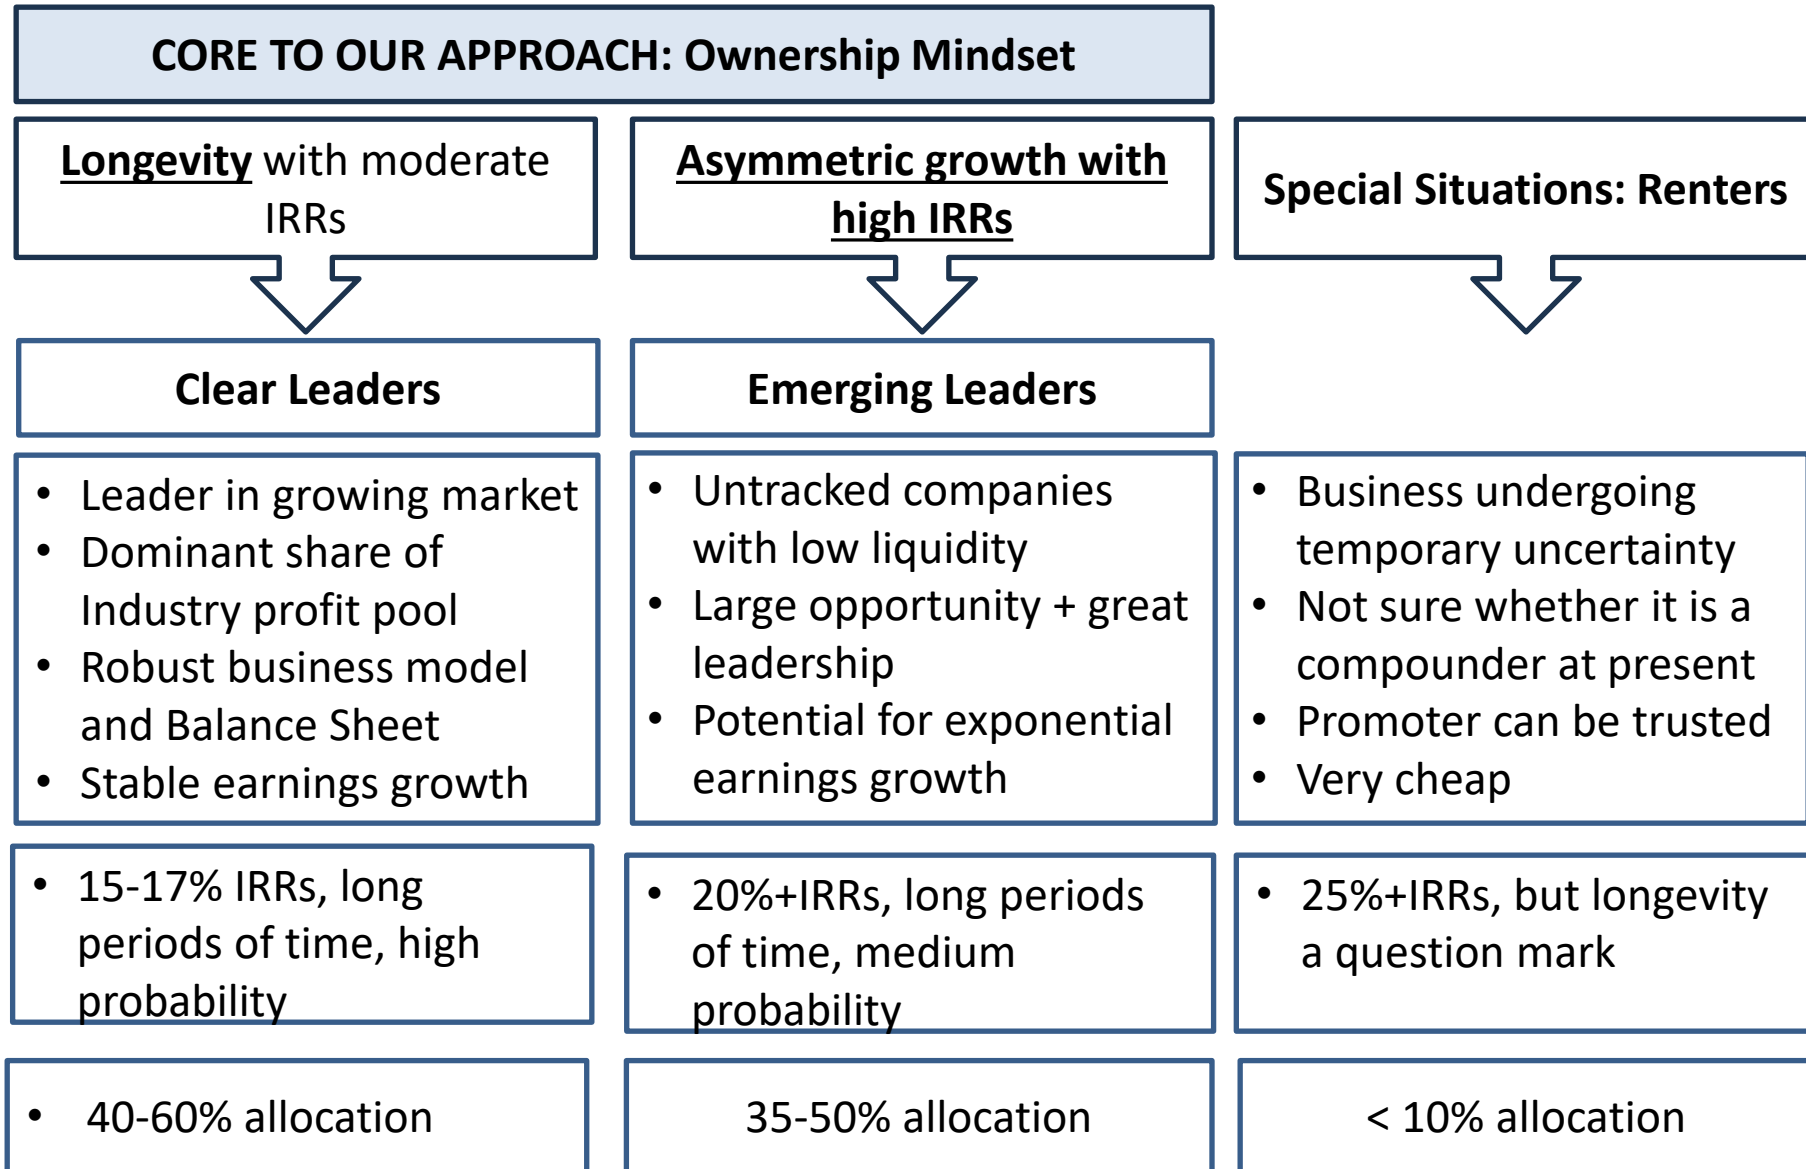 CORE TO OUR APPROACH: Ownership Mindset
Longevity with moderate
IRRs
Asymmetric growth with
high IRRs
Special Situations: Renters
Clear Leaders
Emerging Leaders
• Leader in growing market
• Dominant share of
Industry profit pool
• Robust business model
and Balance Sheet
• Stable earnings growth
• Untracked companies
with low liquidity
• Large opportunity + great
leadership
• Potential for exponential
earnings growth
• Business undergoing
temporary uncertainty
• Not sure whether it is a
compounder at present
• Promoter can be trusted
• Very cheap
• 15-17% IRRs, long
periods of time, high
probability
• 20%+IRRs, long periods
of time, medium
probability
• 25%+IRRs, but longevity
a question mark
• 40-60% allocation
35-50% allocation
< 10% allocation